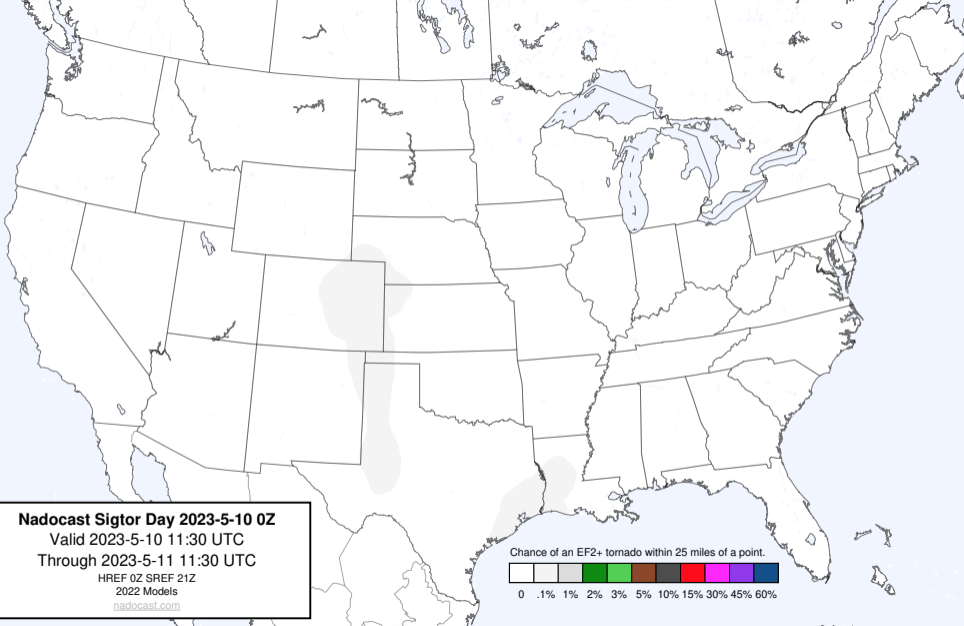 Nadocast Sigtor Day 2023-5-10 0Z
Valid 2023-5-10 11:30 UTC
Through 2023-5-11 11:30 UTC
HREF 0Z SREF 21Z
2022 Models
nadocast.com
Chance of an EF2+ tornado within 25 miles of a point.
0 .1% 1% 2% 3% 5% 10% 15% 30% 45% 60%